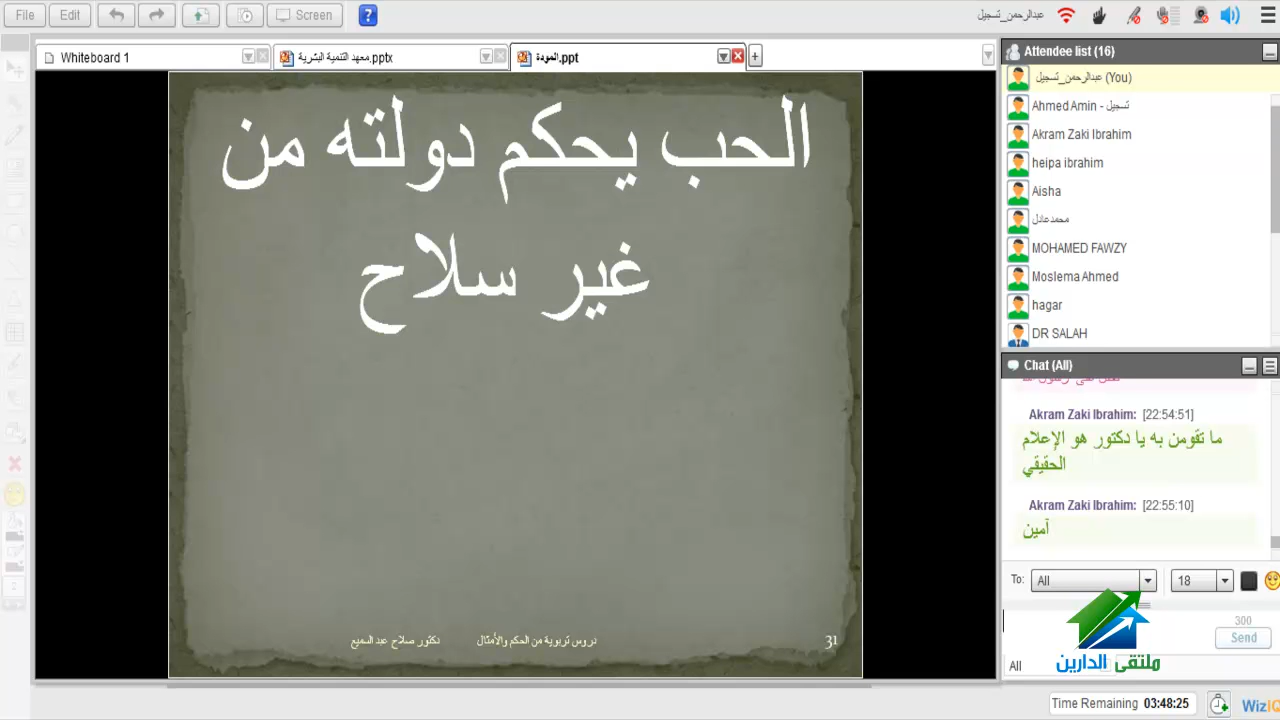 File
Edit
Screen
?
عبدالرحمن_تسجيل
Whiteboard 1
معهد التنمية البشرية.pptx
المودة.ppt
+
الحب يحكم دولته من
غير سلاح
دروس تربوية من الحكم والأمثال
دكتور صلاح عبد السميع
31
Attendee list (16)
عبدالرحمن_تسجيل (You)
Ahmed Amin - تسجيل
Akram Zaki Ibrahim
heipa ibrahim
Aisha
محمدعادل
MOHAMED FAWZY
Moslema Ahmed
hagar
DR SALAH
Chat (All)
Akram Zaki Ibrahim: [22:54:51]
ما تقومن به يا دكتور هو الإعلام
الحقيقي
Akram Zaki Ibrahim: [22:55:10]
آمين
To: All
18
300
Send
All
ملتقى الدارين
Time Remaining 03:48:25
WizIQ